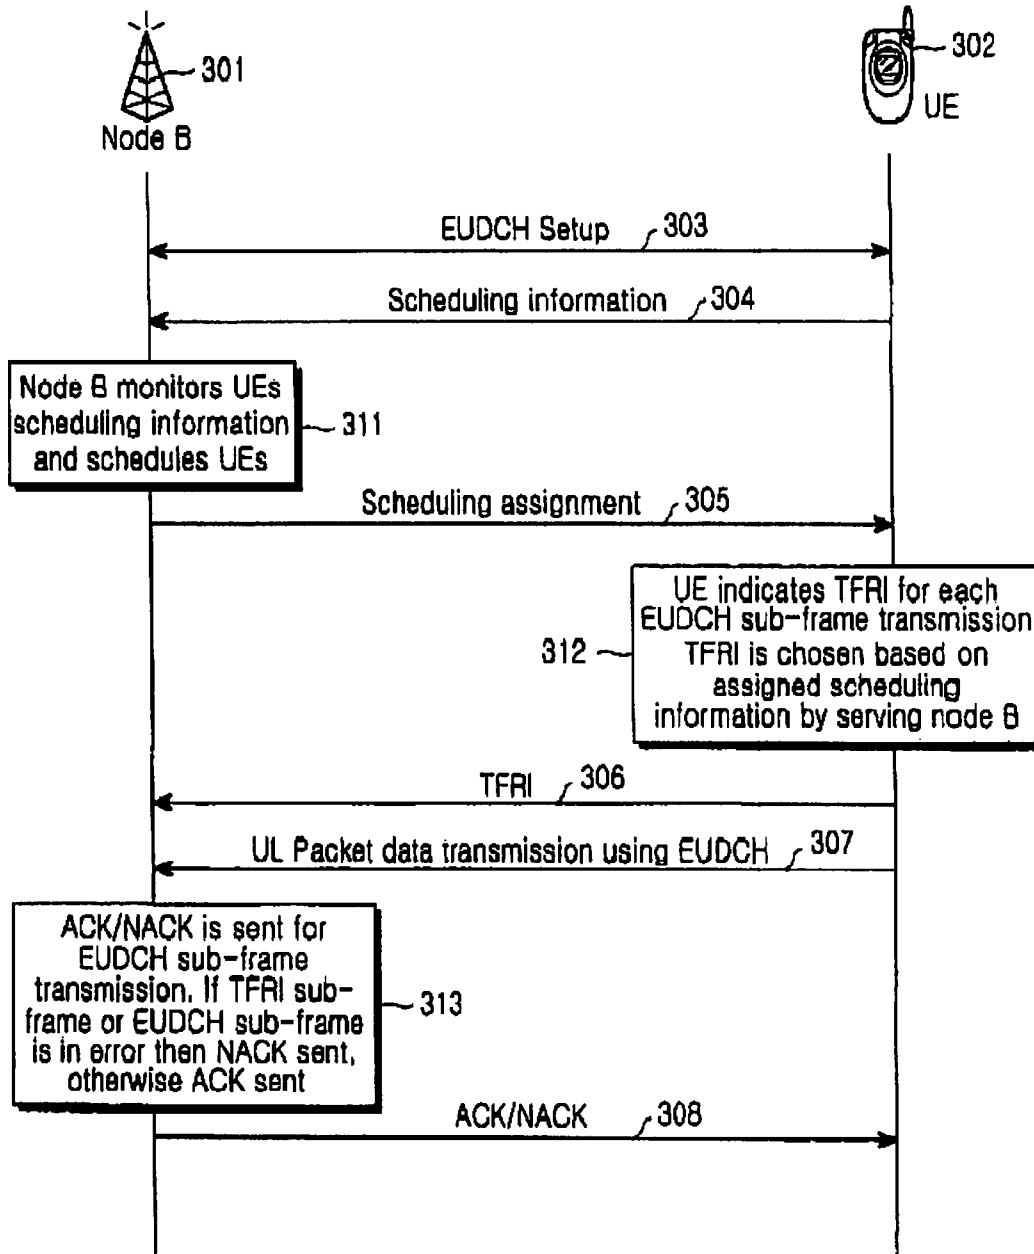 301
302
Node B
UE
EUDCH Setup
303
Scheduling information
304
Node B monitors UEs
scheduling information
and schedules UEs
311
Scheduling assignment
305
UE indicates TFRI for each
EUDCH sub-frame transmission
TFRI is chosen based on
assigned scheduling
information by serving node B
312
TFRI
306
UL Packet data transmission using EUDCH
307
ACK/NACK is sent for
EUDCH sub-frame
transmission. If TFRI sub-
frame or EUDCH sub-frame
is in error then NACK sent,
otherwise ACK sent
313
ACK/NACK
308